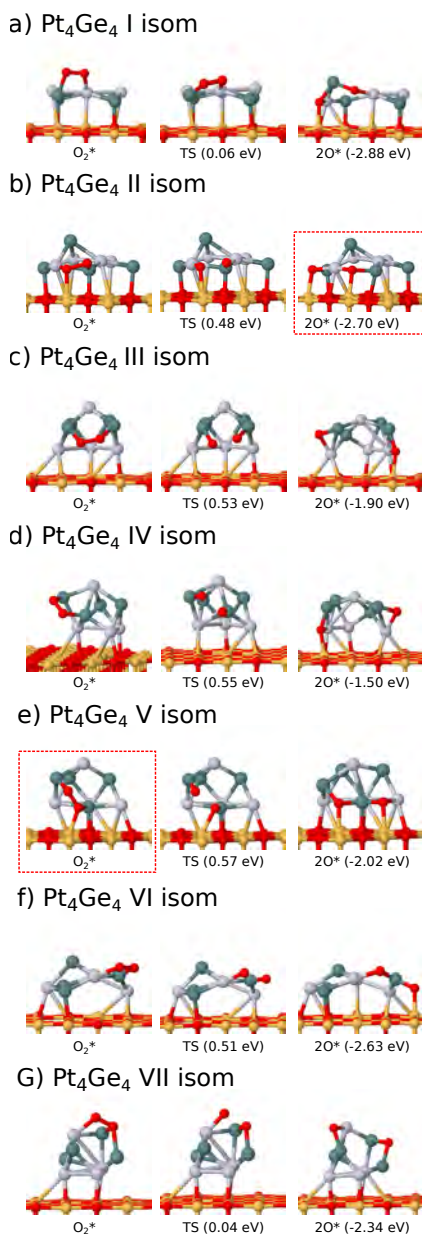 a) Pt₄Ge₄ I isom
O₂* TS (0.06 eV) 2O* (-2.88 eV)
b) Pt₄Ge₄ II isom
O₂* TS (0.48 eV) 2O* (-2.70 eV)
c) Pt₄Ge₄ III isom
O₂* TS (0.53 eV) 2O* (-1.90 eV)
d) Pt₄Ge₄ IV isom
O₂* TS (0.55 eV) 2O* (-1.50 eV)
e) Pt₄Ge₄ V isom
O₂* TS (0.57 eV) 2O* (-2.02 eV)
f) Pt₄Ge₄ VI isom
O₂* TS (0.51 eV) 2O* (-2.63 eV)
G) Pt₄Ge₄ VII isom
O₂* TS (0.04 eV) 2O* (-2.34 eV)